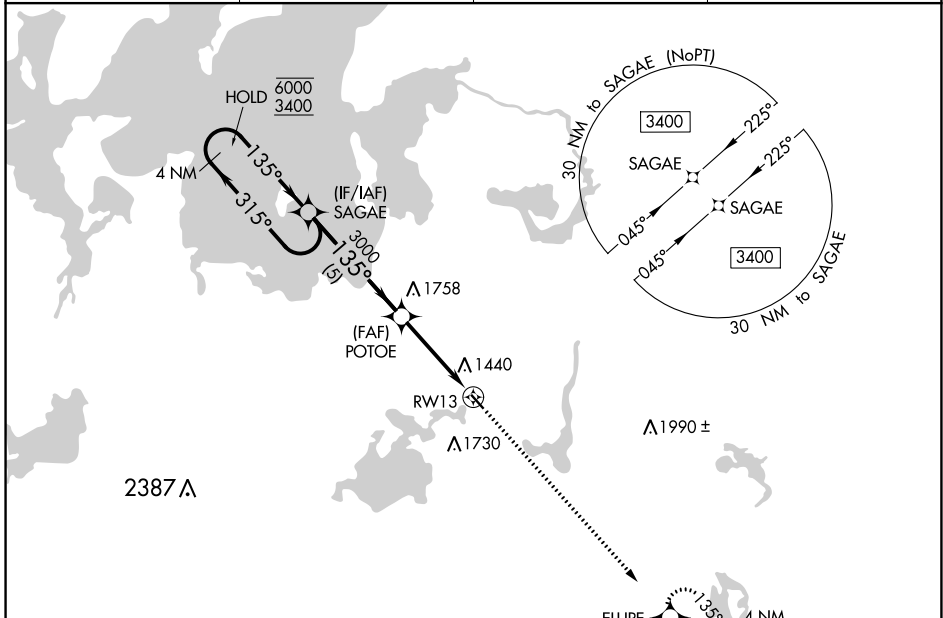 HOLD
6000
3400
135°
4 NM
315°
(IF/IAF)
SAGAE
3000
135°
(5)
1758
(FAF)
POTOE
1440
RW13
1730
1990 ±
2387
30 NM to SAGAE (NoPT)
3400
225°
SAGAE
045°
225°
SAGAE
045°
3400
30 NM to SAGAE
135°
4 NM